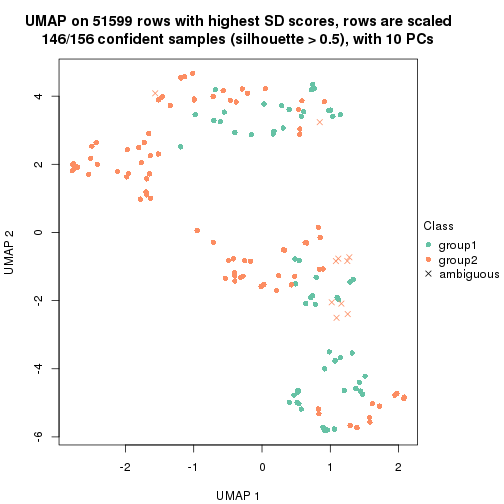 UMAP on 51599 rows with highest SD scores, rows are scaled
146/156 confident samples (silhouette > 0.5), with 10 PCs
4
2
0
-2
-4
-6
UMAP 2
-2
-1
0
1
2
UMAP 1
Class
group1
group2
ambiguous